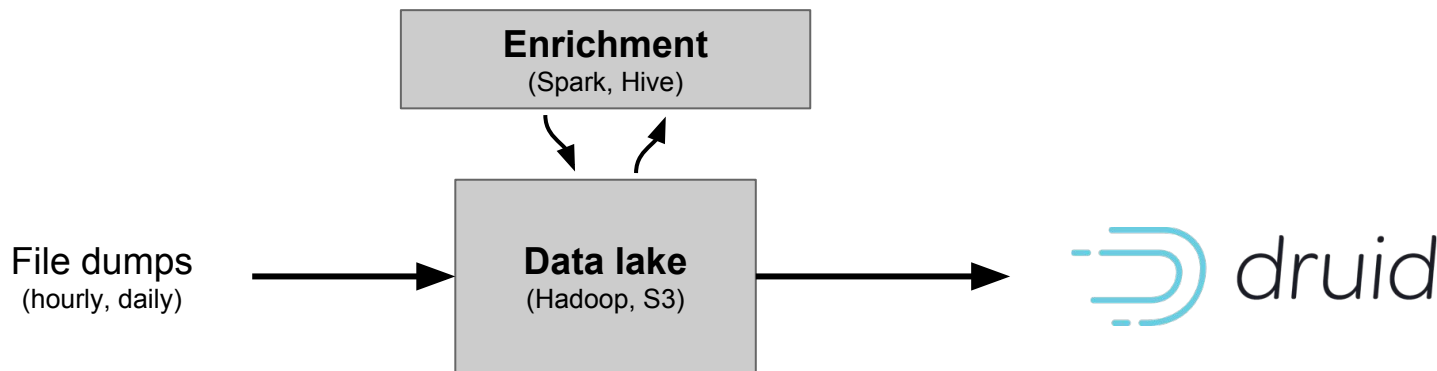 Enrichment
(Spark, Hive)
File dumps
(hourly, daily)
Data lake
(Hadoop, S3)
druid